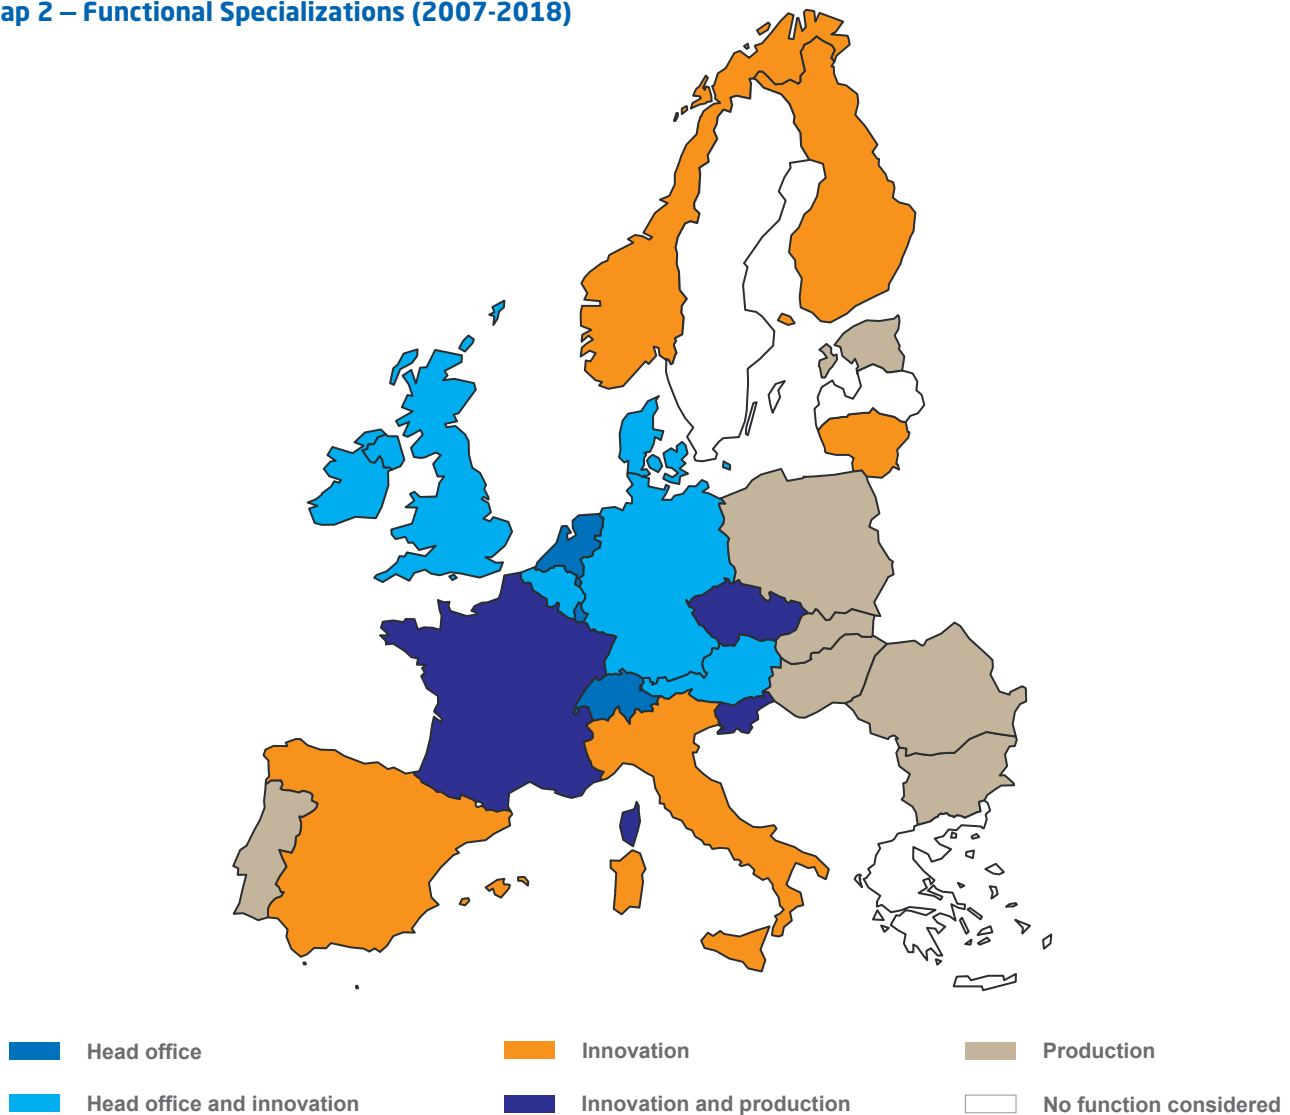 ap 2 – Functional Specializations (2007-2018)
Head office
Innovation
Production
Head office and innovation
Innovation and production
No function considered